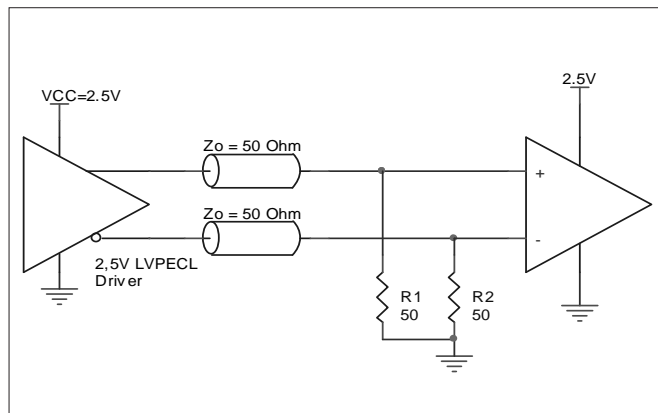 VCC=2.5V
2.5V
Zo = 50 Ohm
Zo = 50 Ohm
+
-
2,5V LVPECL
Driver
R1
50
R2
50